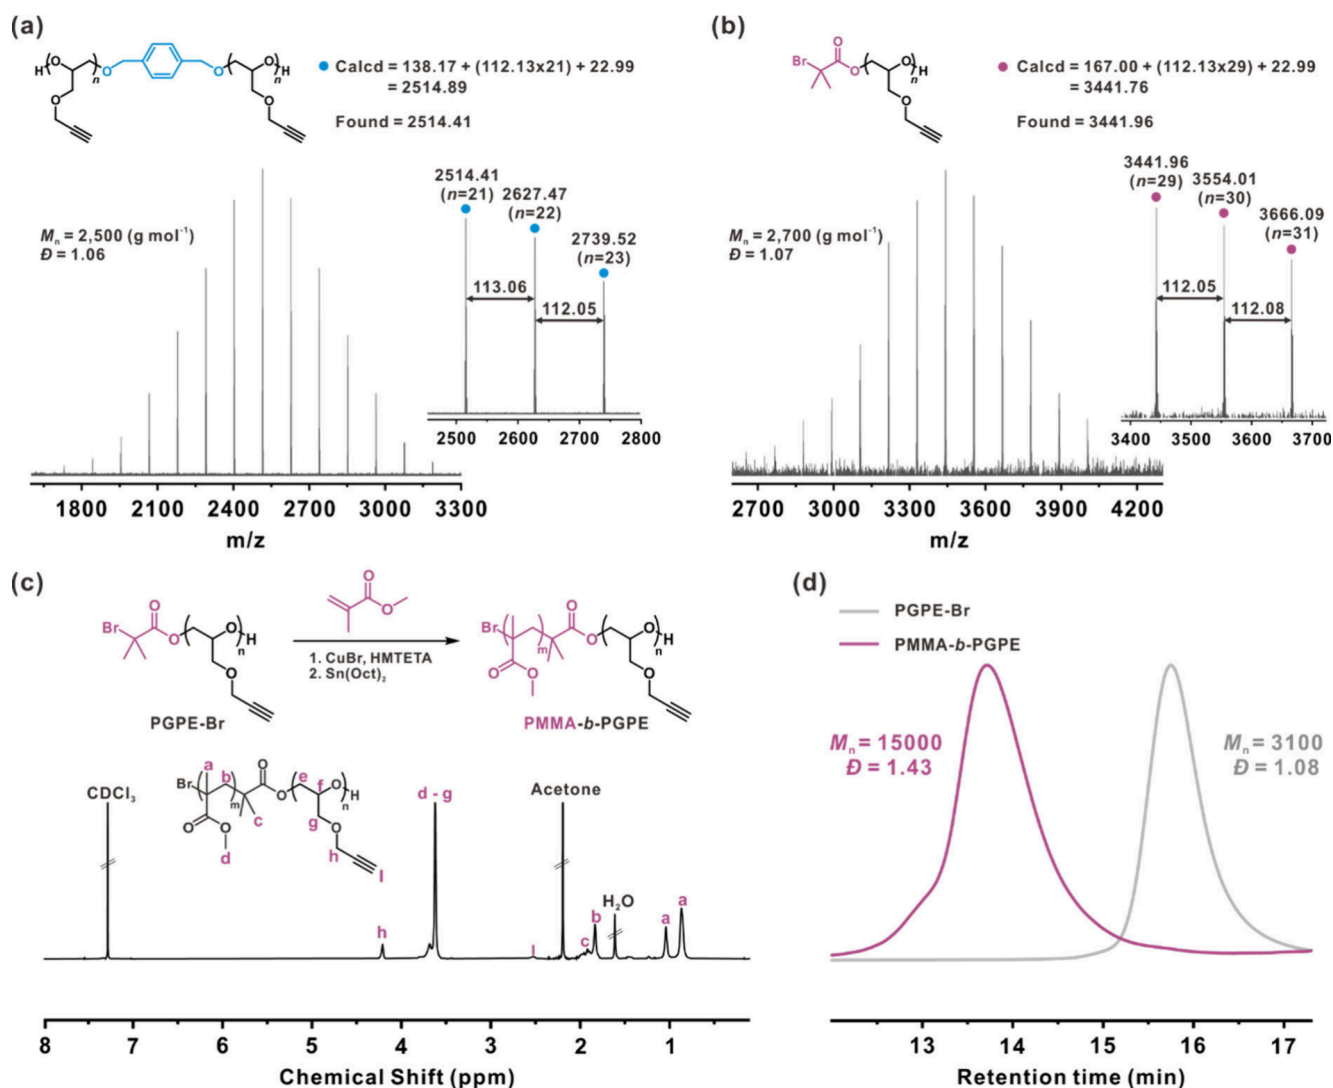 (a)
H
O
n
O
O
O
n
H
O
O
Calcd = 138.17 + (112.13x21) + 22.99
= 2514.89
Found = 2514.41
Mn = 2,500 (g mol⁻¹)
Đ = 1.06
2514.41
(n=21)
2627.47
(n=22)
2739.52
(n=23)
113.06
112.05
2500 2600 2700 2800
1800 2100 2400 2700 3000 3300
m/z
(b)
Br
O
O
O
n
H
O
Calcd = 167.00 + (112.13x29) + 22.99
= 3441.76
Found = 3441.96
Mn = 2,700 (g mol⁻¹)
Đ = 1.07
3441.96
(n=29)
3554.01
(n=30)
3666.09
(n=31)
112.05
112.08
3400 3500 3600 3700
2700 3000 3300 3600 3900 4200
m/z
(c)
Br
O
O
O
n
H
O
PGPE-Br
O
O
1. CuBr, HMTETA
2. Sn(Oct)₂
Br
m
O
O
O
O
O
n
H
O
PMMA-b-PGPE
a
b
Br
m
O
O
e
f
O
n
H
O
O
c
g
O
d
h
l
CDCl₃
h
d - g
l
Acetone
c
b
H₂O
a
a
8 7 6 5 4 3 2 1
Chemical Shift (ppm)
(d)
PGPE-Br
PMMA-b-PGPE
Mn = 15000
Đ = 1.43
Mn = 3100
Đ = 1.08
13 14 15 16 17
Retention time (min)